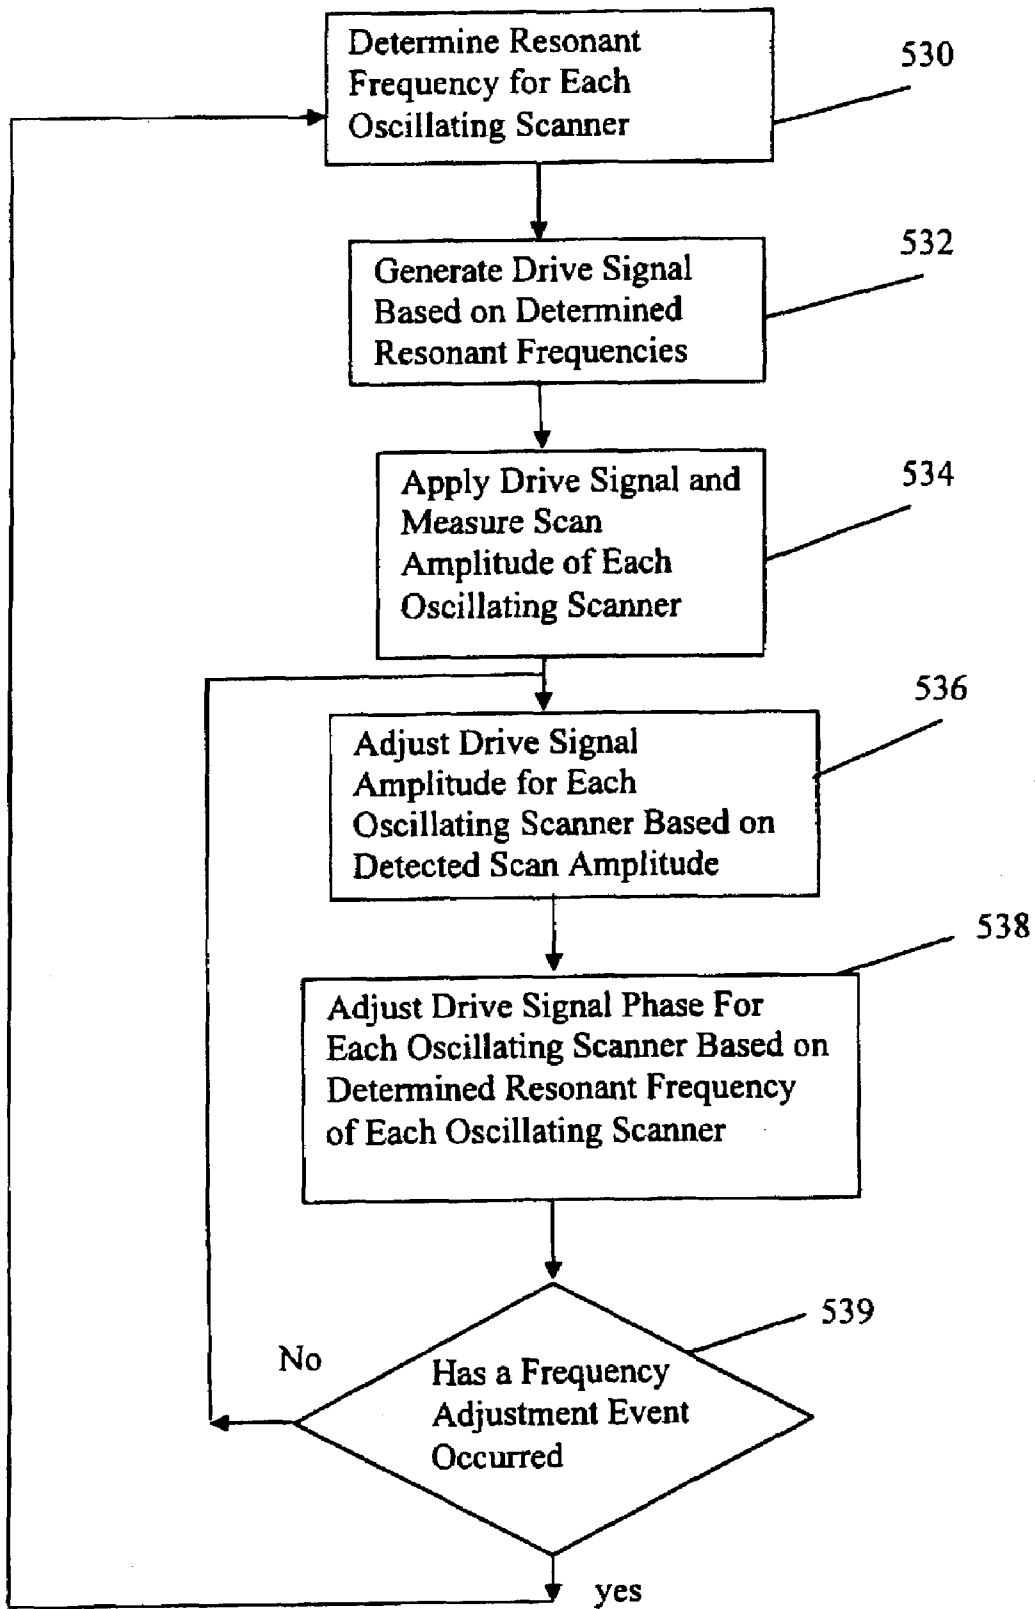 Determine Resonant
Frequency for Each
Oscillating Scanner
530
Generate Drive Signal
Based on Determined
Resonant Frequencies
532
Apply Drive Signal and
Measure Scan
Amplitude of Each
Oscillating Scanner
534
Adjust Drive Signal
Amplitude for Each
Oscillating Scanner Based on
Detected Scan Amplitude
536
Adjust Drive Signal Phase For
Each Oscillating Scanner Based on
Determined Resonant Frequency
of Each Oscillating Scanner
538
Has a Frequency
Adjustment Event
Occurred
539
No
yes